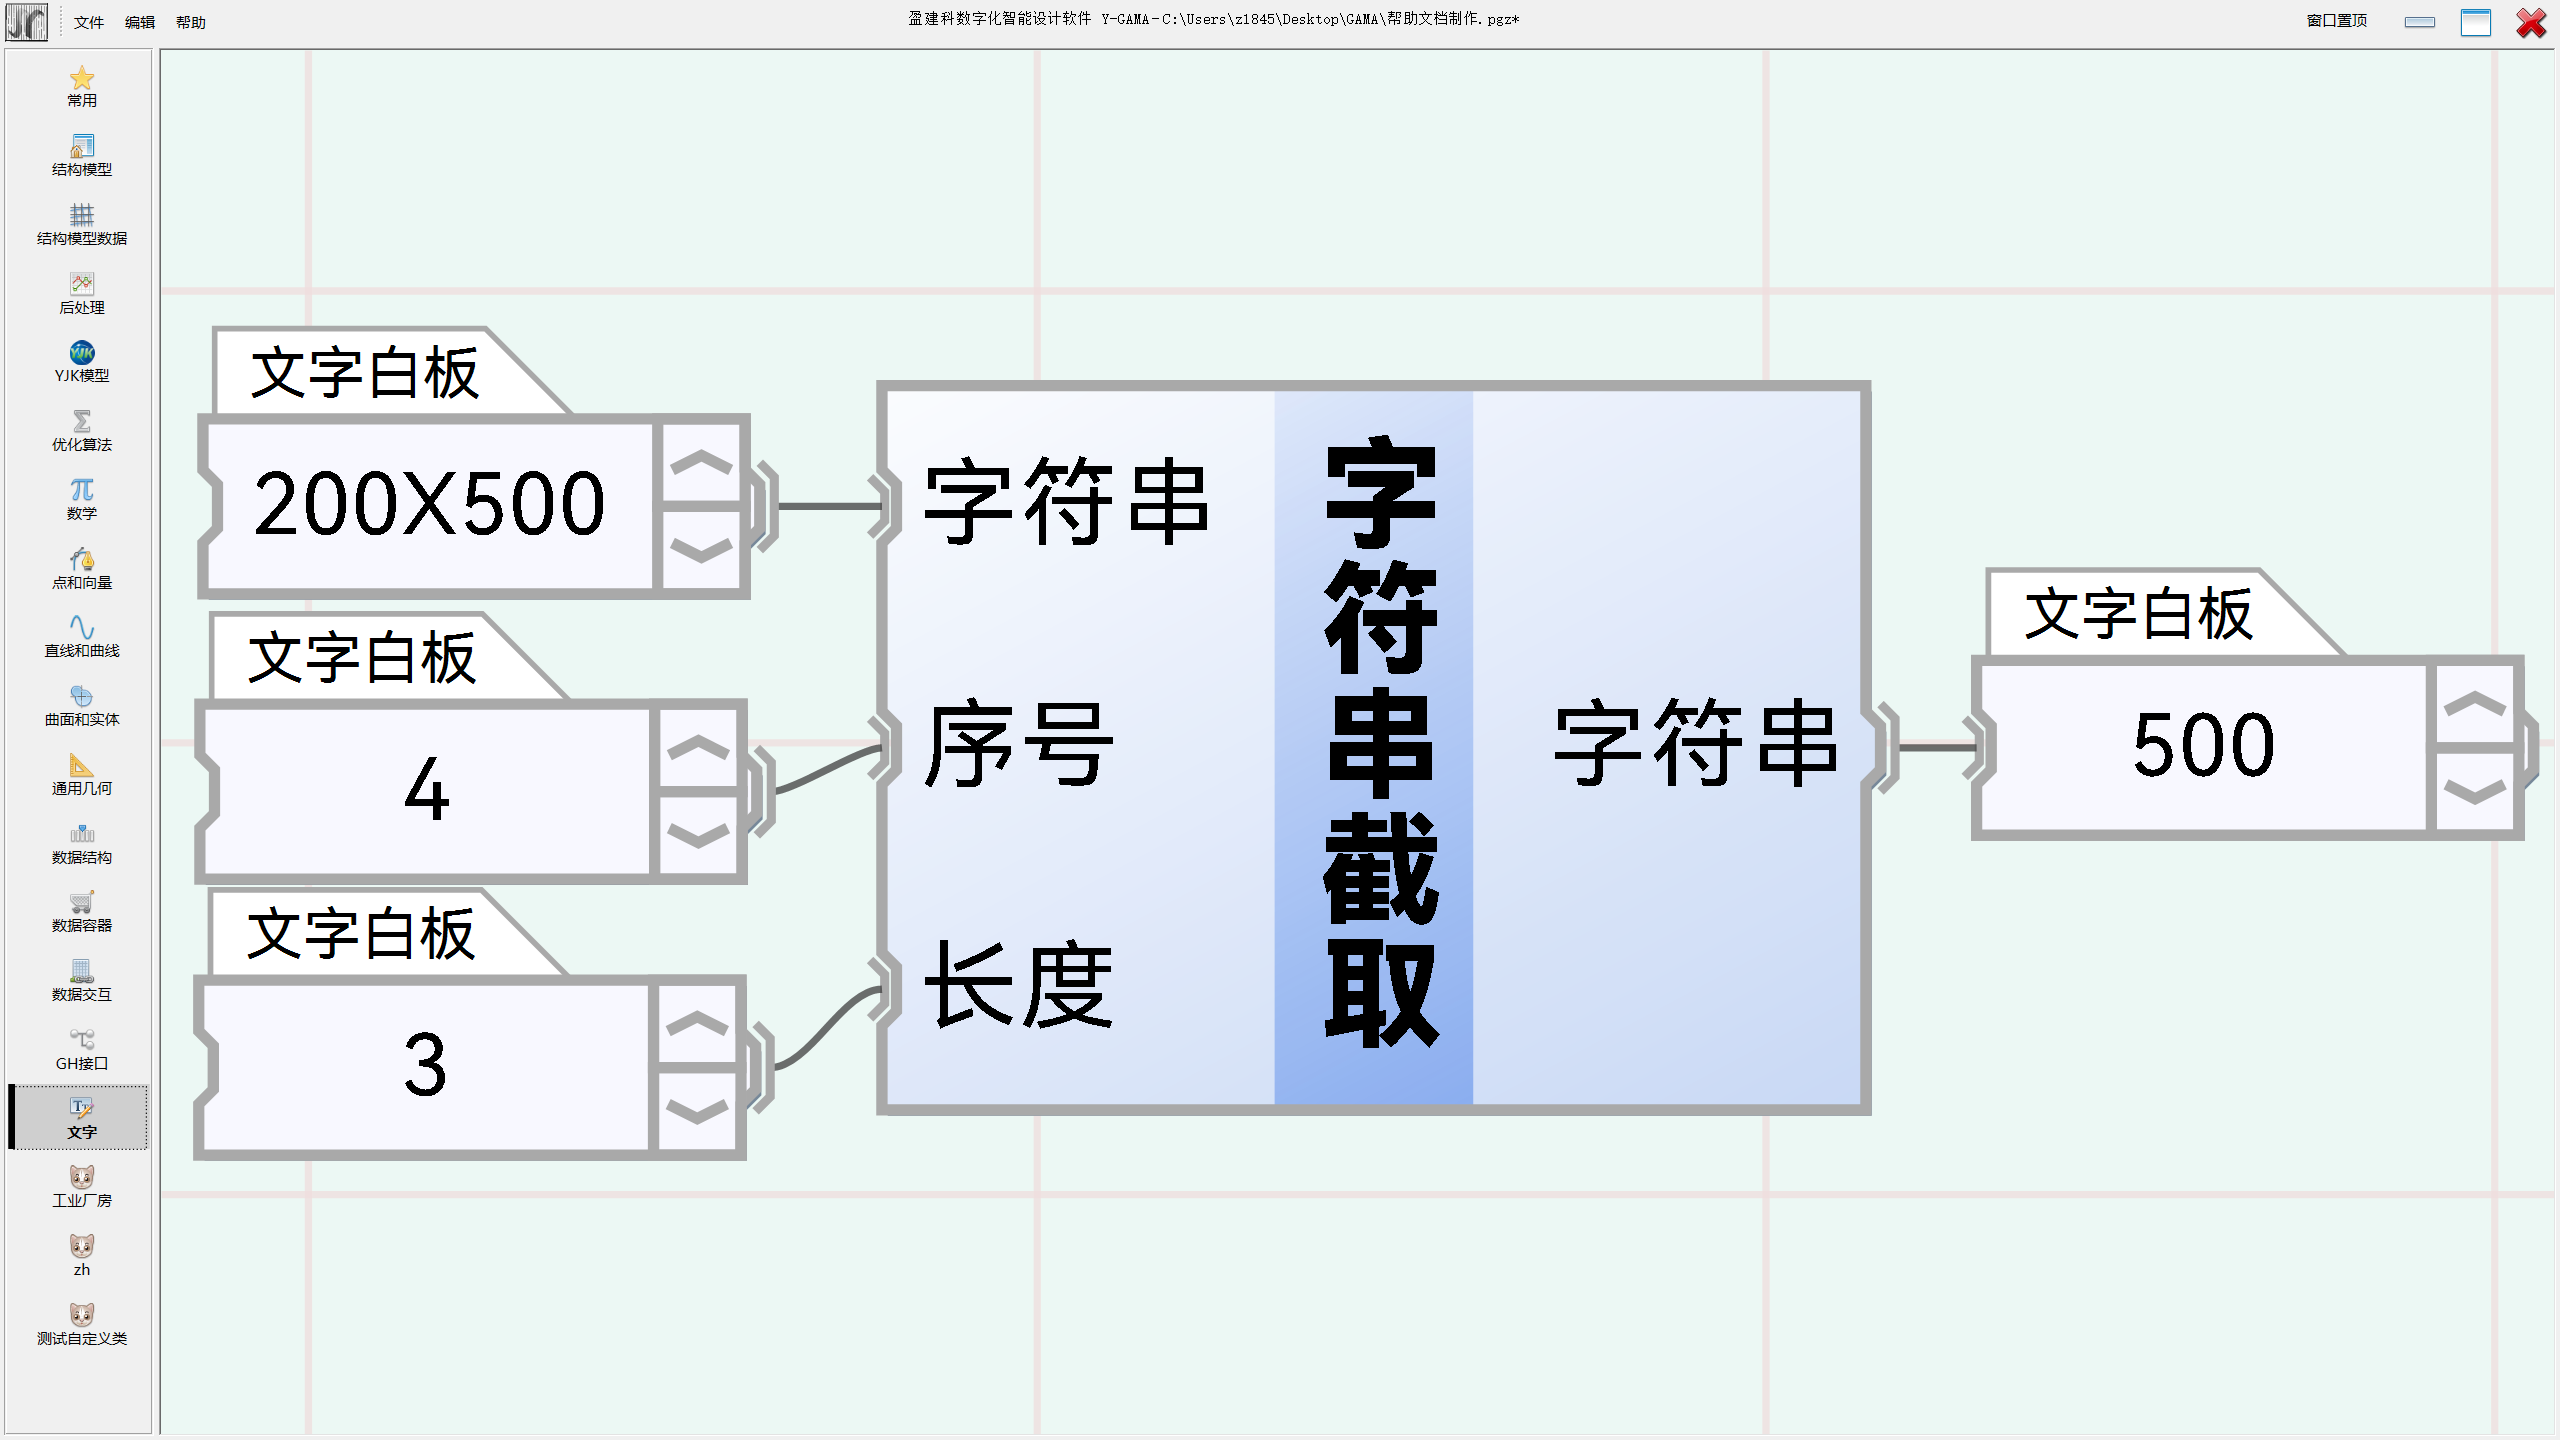 文件 编辑 帮助
盈建科数字化智能设计软件 Y-GAMA-C:\Users\z1845\Desktop\GAMA\帮助文档制作.pgz*
窗口置顶
常用
结构模型
结构模型数据
后处理
YJK模型
优化算法
数学
点和向量
直线和曲线
曲面和实体
通用几何
数据结构
数据容器
数据交互
GH接口
文字
工业厂房
zh
测试自定义类
文字白板
200X500
文字白板
4
文字白板
3
字符串
序号
长度
字符串截取
字符串
文字白板
500